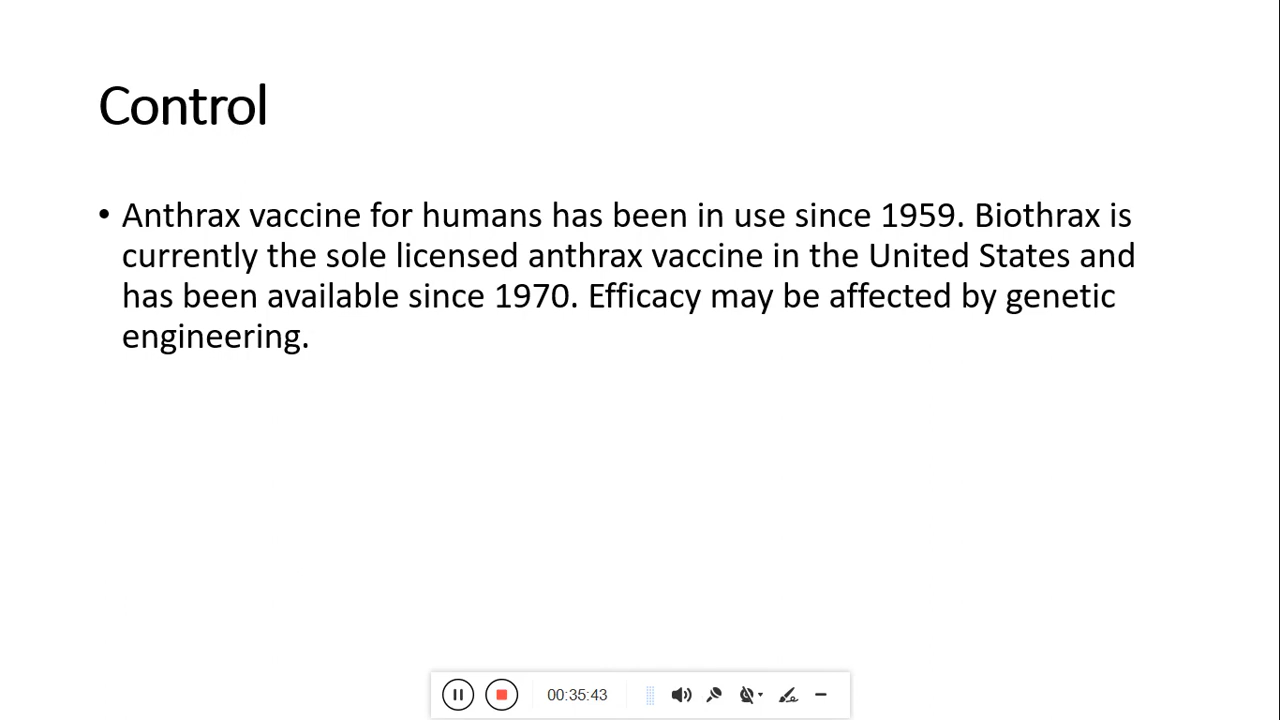 Control
• Anthrax vaccine for humans has been in use since 1959. Biothrax is
currently the sole licensed anthrax vaccine in the United States and
has been available since 1970. Efficacy may be affected by genetic
engineering.
00:35:43